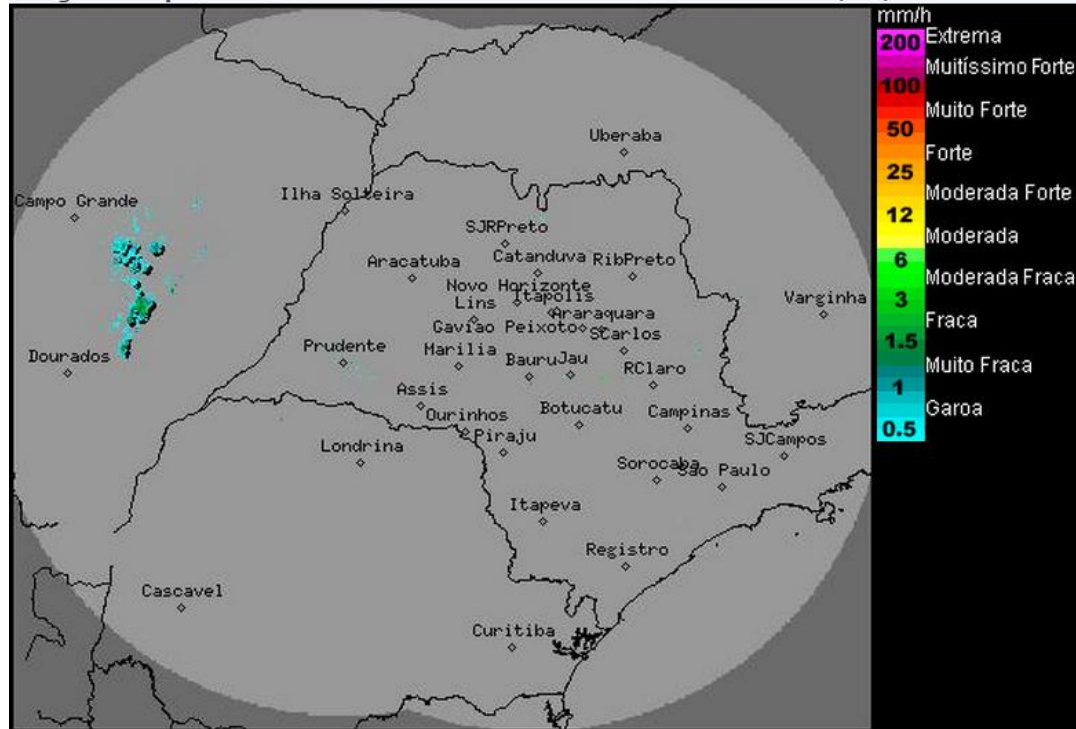 mm/h
200 Extrema
Muitíssimo Forte
100
Muito Forte
50
Forte
25
Moderada Forte
12
Moderada
6
Moderada Fraca
3
Fraca
1.5
Muito Fraca
1
Garoa
0.5
Uberaba
Campo Grande
Ilha Solteira
SJRPreto
Aracatuba
Catanduva
RibPreto
Novo Horizonte
Lins
Itapolis
Varginha
Araraquara
Gaviao Peixoto
SCarlos
Dourados
Prudente
Marilia
Bauru
Jau
RClaro
Assis
Ourinhos
Botucatu
Campinas
Piraju
Londrina
SJCampos
Sorocaba
Sao Paulo
Itapeva
Registro
Cascavel
Curitiba